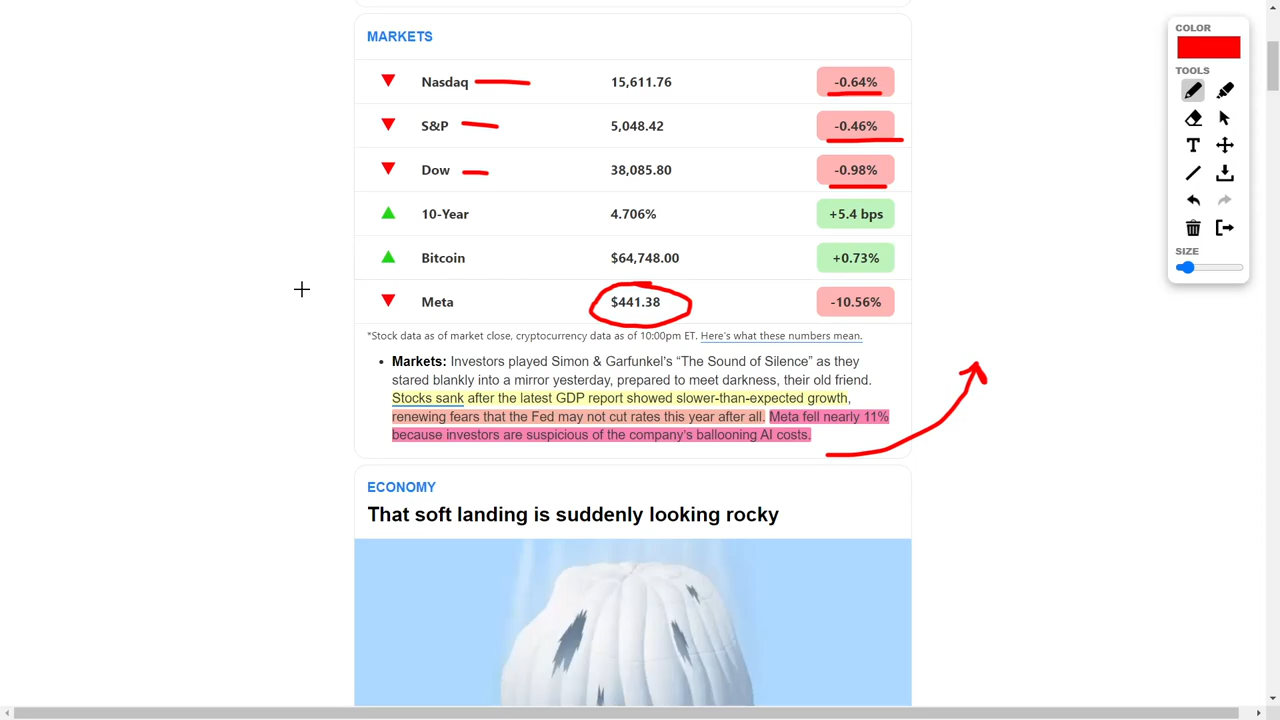 MARKETS
COLOR
TOOLS
Nasdaq 15,611.76 -0.64%
S&P 5,048.42 -0.46%
Dow 38,085.80 -0.98%
10-Year 4.706% +5.4 bps
Bitcoin $64,748.00 +0.73%
Meta $441.38 -10.56%
SIZE
*Stock data as of market close, cryptocurrency data as of 10:00pm ET. Here's what these numbers mean.
• Markets: Investors played Simon & Garfunkel's “The Sound of Silence” as they
stared blankly into a mirror yesterday, prepared to meet darkness, their old friend.
Stocks sank after the latest GDP report showed slower-than-expected growth,
renewing fears that the Fed may not cut rates this year after all. Meta fell nearly 11%
because investors are suspicious of the company's ballooning AI costs.
ECONOMY
That soft landing is suddenly looking rocky